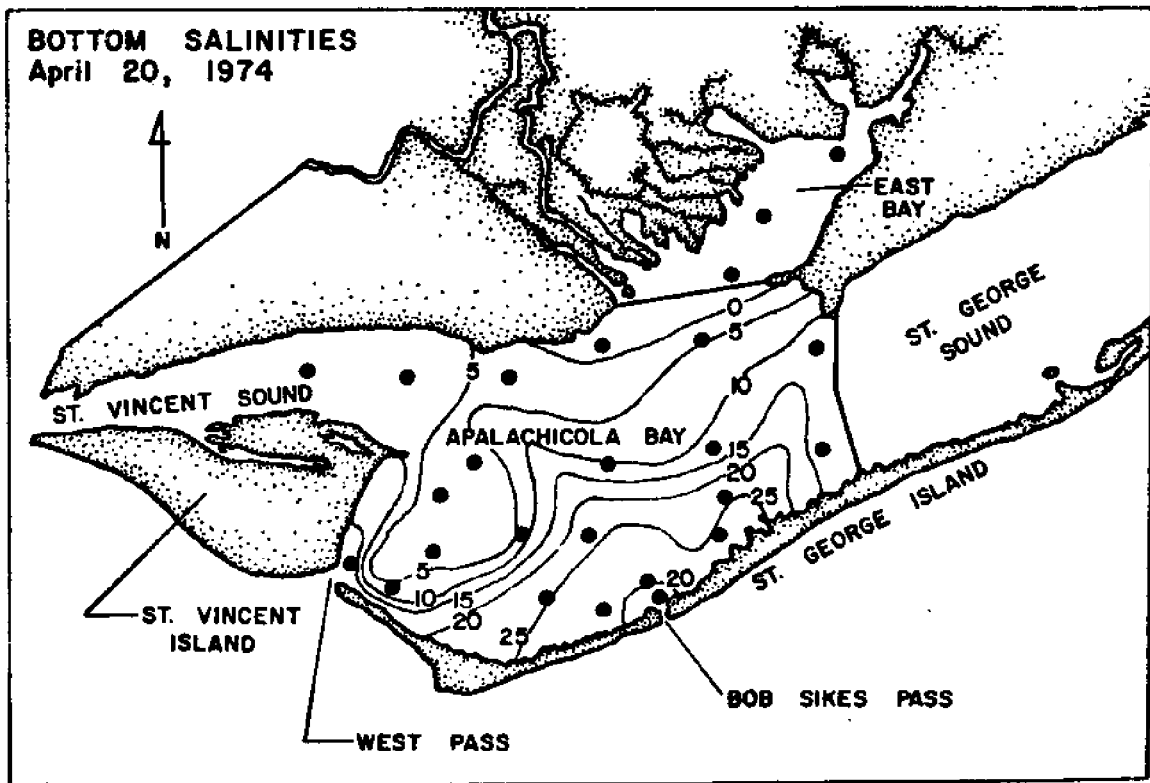 BOTTOM SALINITIES
April 20, 1974
N
EAST
BAY
0
5
ST. GEORGE
SOUND
10
5
ST. VINCENT SOUND
APALACHICOLA BAY
15
20
25
ST. GEORGE ISLAND
5
10
15
20
20
25
ST. VINCENT
ISLAND
BOB SIKES PASS
WEST PASS